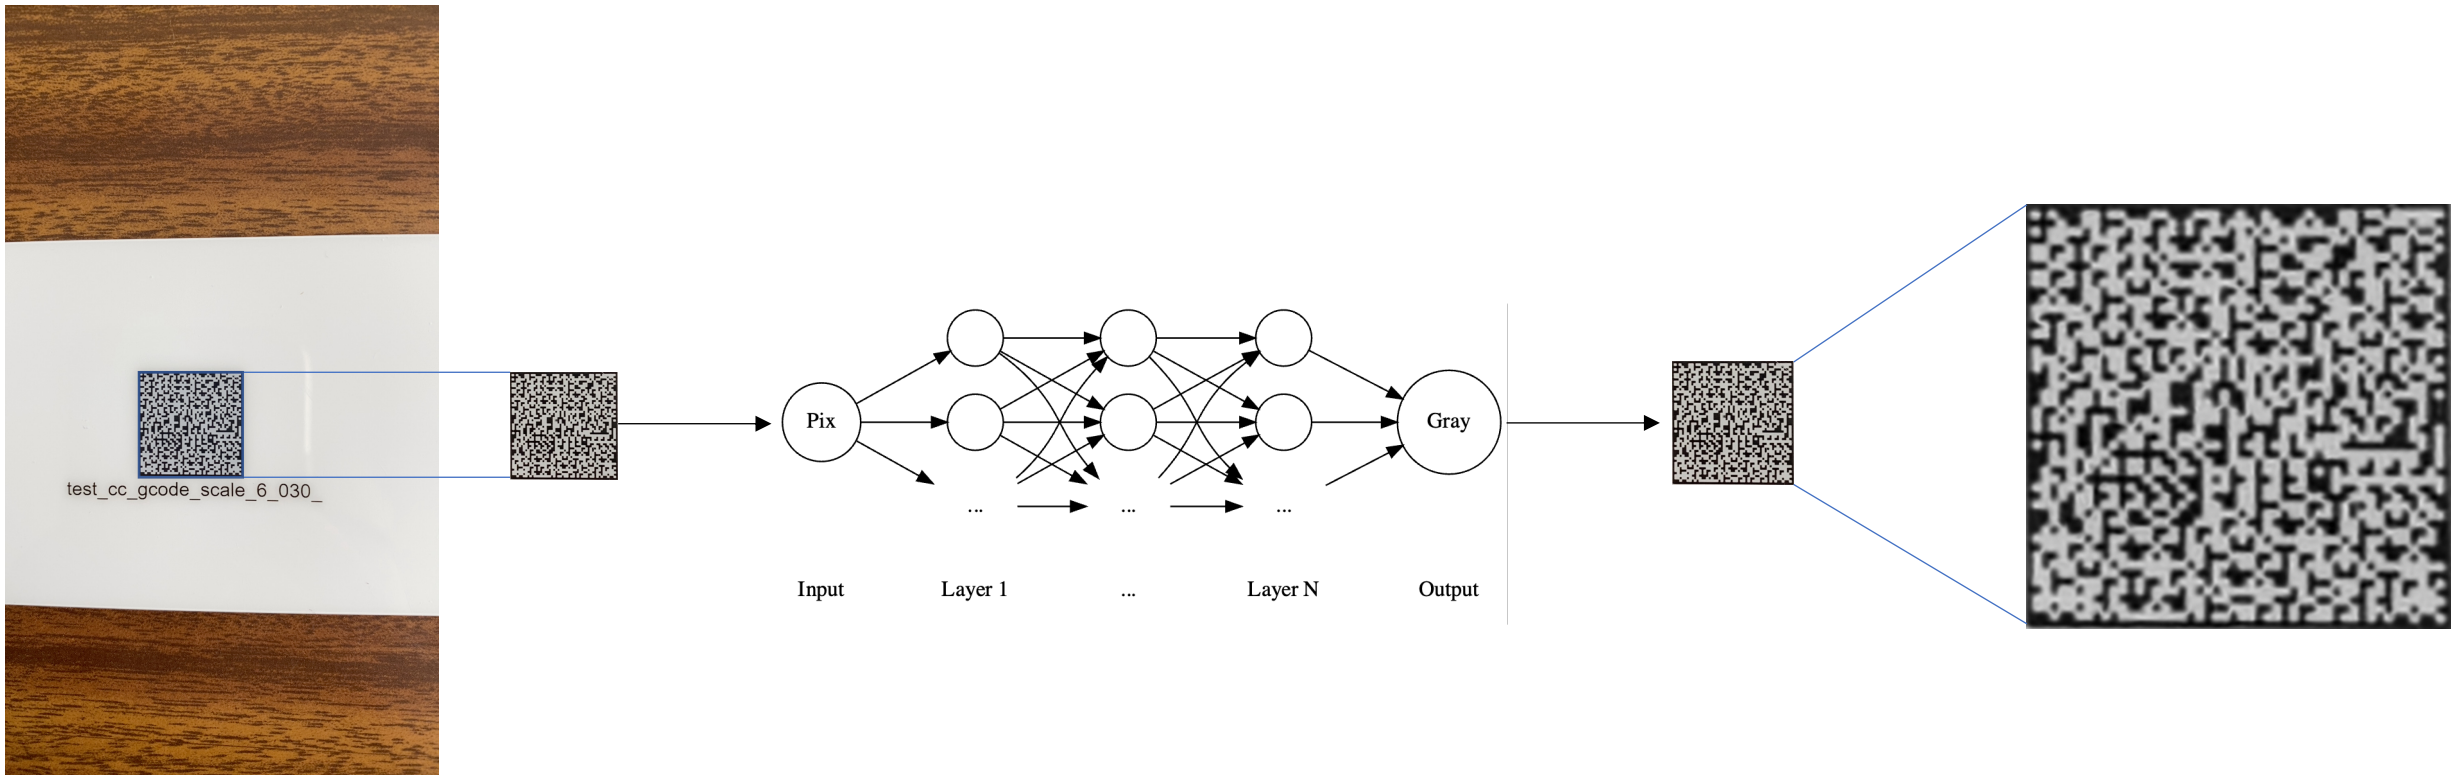 test_cc_gcode_scale_6_030_
Pix
Gray
...
...
...
Input
Layer 1
...
Layer N
Output